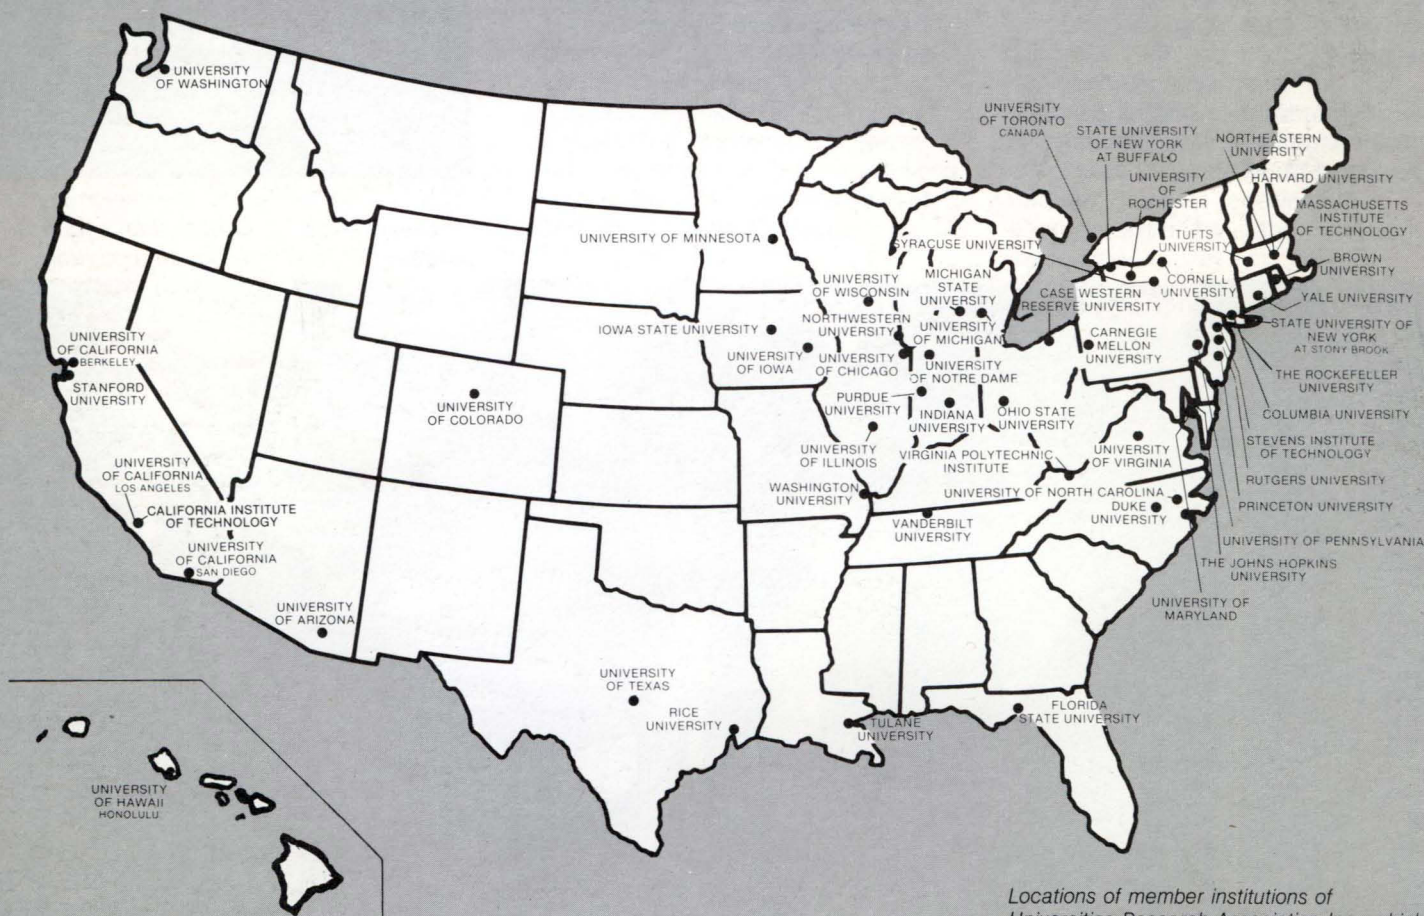 UNIVERSITY
OF WASHINGTON
UNIVERSITY
OF CALIFORNIA
BERKELEY
STANFORD
UNIVERSITY
UNIVERSITY
OF CALIFORNIA
LOS ANGELES
CALIFORNIA INSTITUTE
OF TECHNOLOGY
UNIVERSITY
OF CALIFORNIA
SAN DIEGO
UNIVERSITY
OF ARIZONA
UNIVERSITY
OF COLORADO
UNIVERSITY
OF TEXAS
RICE
UNIVERSITY
UNIVERSITY
OF HAWAII
HONOLULU
UNIVERSITY OF MINNESOTA
IOWA STATE UNIVERSITY
UNIVERSITY
OF IOWA
UNIVERSITY
OF WISCONSIN
NORTHWESTERN
UNIVERSITY
UNIVERSITY
OF CHICAGO
PURDUE
UNIVERSITY
UNIVERSITY
OF ILLINOIS
WASHINGTON
UNIVERSITY
SYRACUSE UNIVERSITY
MICHIGAN
STATE
UNIVERSITY
UNIVERSITY
OF MICHIGAN
UNIVERSITY
OF NOTRE DAME
INDIANA
UNIVERSITY
OHIO STATE
UNIVERSITY
CASE WESTERN
RESERVE UNIVERSITY
CARNEGIE
MELLON
UNIVERSITY
VIRGINIA POLYTECHNIC
INSTITUTE
UNIVERSITY
OF VIRGINIA
UNIVERSITY OF NORTH CAROLINA
DUKE
UNIVERSITY
VANDERBILT
UNIVERSITY
TULANE
UNIVERSITY
FLORIDA
STATE UNIVERSITY
UNIVERSITY
OF TORONTO
CANADA
STATE UNIVERSITY
OF NEW YORK
AT BUFFALO
UNIVERSITY
OF
ROCHESTER
NORTHEASTERN
UNIVERSITY
HARVARD UNIVERSITY
MASSACHUSETTS
INSTITUTE
OF TECHNOLOGY
TUFTS
UNIVERSITY
CORNELL
UNIVERSITY
BROWN
UNIVERSITY
YALE UNIVERSITY
STATE UNIVERSITY OF
NEW YORK
AT STONY BROOK
THE ROCKEFELLER
UNIVERSITY
COLUMBIA UNIVERSITY
STEVENS INSTITUTE
OF TECHNOLOGY
RUTGERS UNIVERSITY
PRINCETON UNIVERSITY
UNIVERSITY OF PENNSYLVANIA
THE JOHNS HOPKINS
UNIVERSITY
UNIVERSITY OF
MARYLAND
Locations of member institutions of